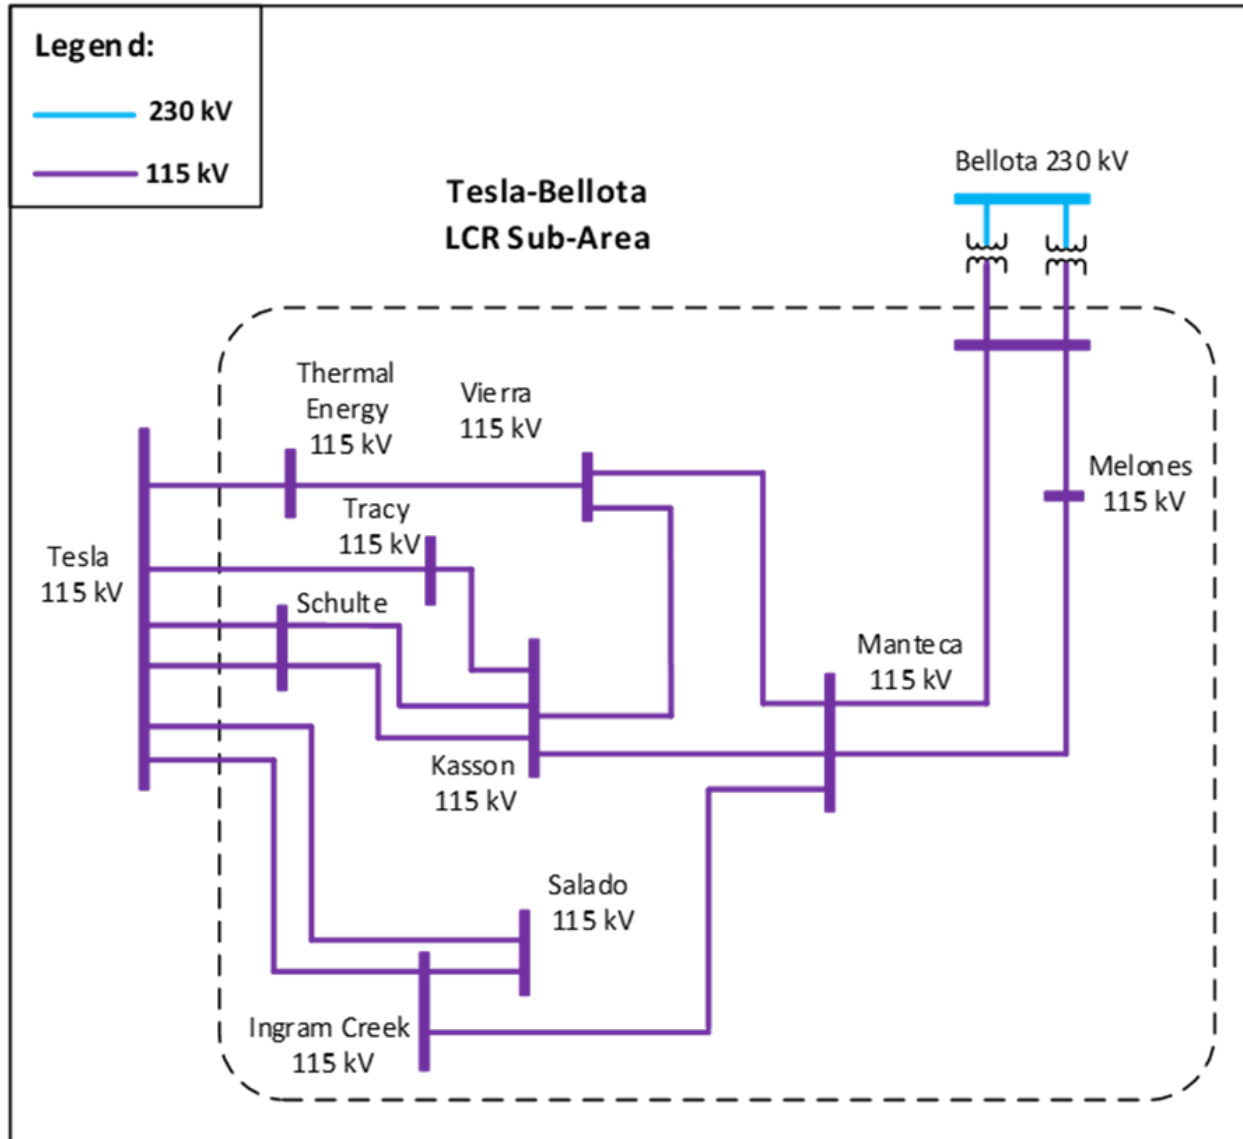 Legend:
230 kV
115 kV
Tesla-Bellota
LCR Sub-Area
Bellota 230 kV
Thermal
Energy
115 kV
Vierra
115 kV
Melones
115 kV
Tracy
115 kV
Tesla
115 kV
Schulte
Manteca
115 kV
Kasson
115 kV
Salado
115 kV
Ingram Creek
115 kV